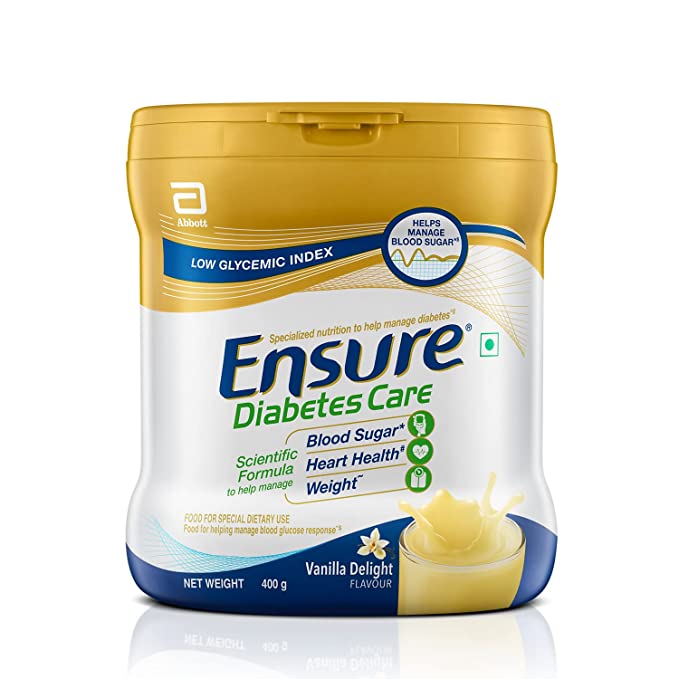 Abbott
HELPS
MANAGE
BLOOD SUGAR*§
LOW GLYCEMIC INDEX
Specialized nutrition to help manage diabetes*§
Ensure®
Diabetes Care
Scientific
Formula
to help manage
Blood Sugar*
Heart Health#
Weight~
FOOD FOR SPECIAL DIETARY USE
Food for helping manage blood glucose response*§
Vanilla Delight
FLAVOUR
NET WEIGHT 400 g